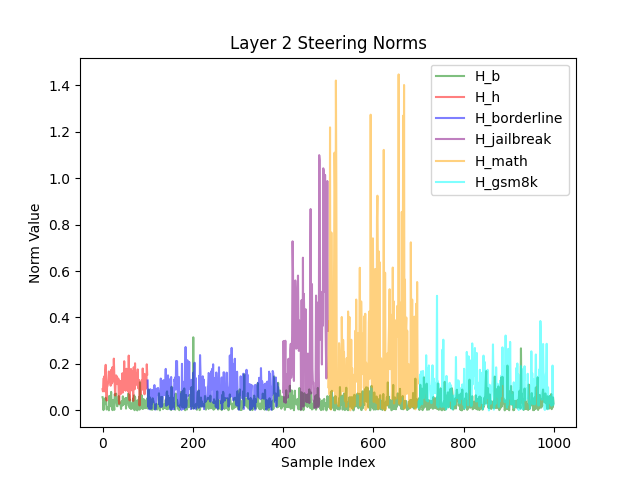 Layer 2 Steering Norms
Norm Value
1.4
1.2
1.0
0.8
0.6
0.4
0.2
0.0
H_b
H_h
H_borderline
H_jailbreak
H_math
H_gsm8k
0
200
400
600
800
1000
Sample Index